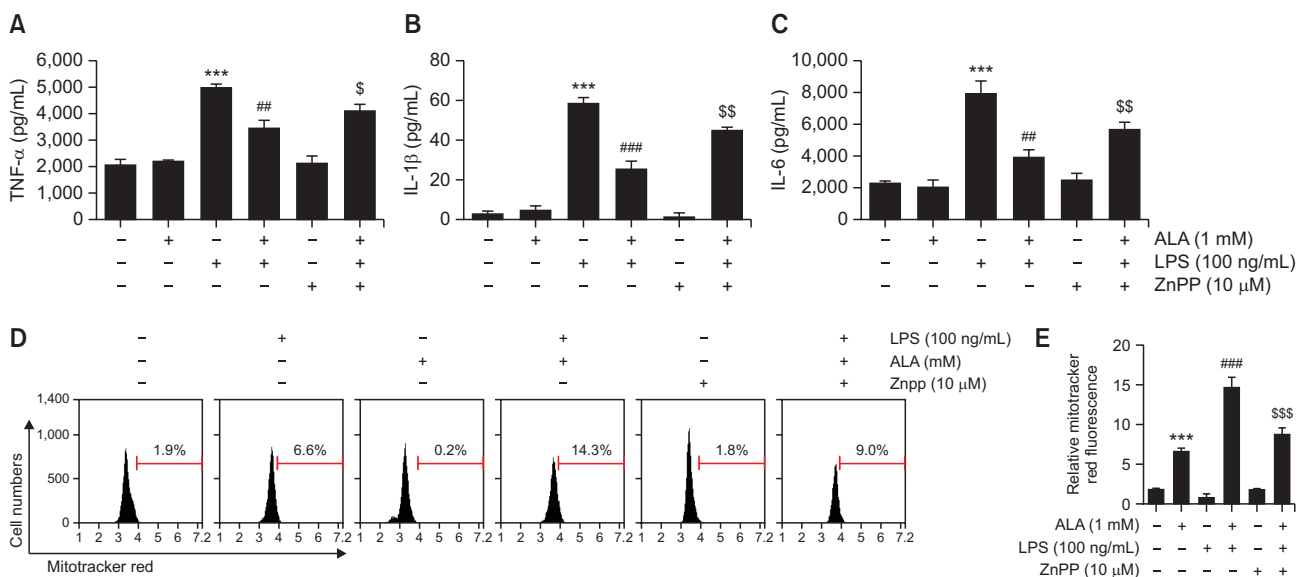 A
B
C
TNF-α (pg/mL)
6,000
5,000
4,000
3,000
2,000
1,000
0
***
##
$
IL-1β (pg/mL)
80
60
40
20
0
***
###
$$
IL-6 (pg/mL)
10,000
8,000
6,000
4,000
2,000
0
***
##
$$
− + − + − + − + − + − + − + − + − + ALA (1 mM)
− − + + − + − − + + − + − − + + − + LPS (100 ng/mL)
− − − − + + − − − − + + − − − − + + ZnPP (10 μM)
D
− + − + − + LPS (100 ng/mL)
− − + + − + ALA (mM)
− − − − + + Znpp (10 μM)
Cell numbers
1,400
1,000
500
0
1.9% 6.6% 0.2% 14.3% 1.8% 9.0%
1 2 3 4 5 6 7.2 1 2 3 4 5 6 7.2 1 2 3 4 5 6 7.2 1 2 3 4 5 6 7.2 1 2 3 4 5 6 7.2 1 2 3 4 5 6 7.2
Mitotracker red
E
Relative mitotracker
red fluorescence
20
15
10
5
0
***
###
$$$
ALA (1 mM) − + − + − +
LPS (100 ng/mL) − − + + − +
ZnPP (10 μM) − − − − + +